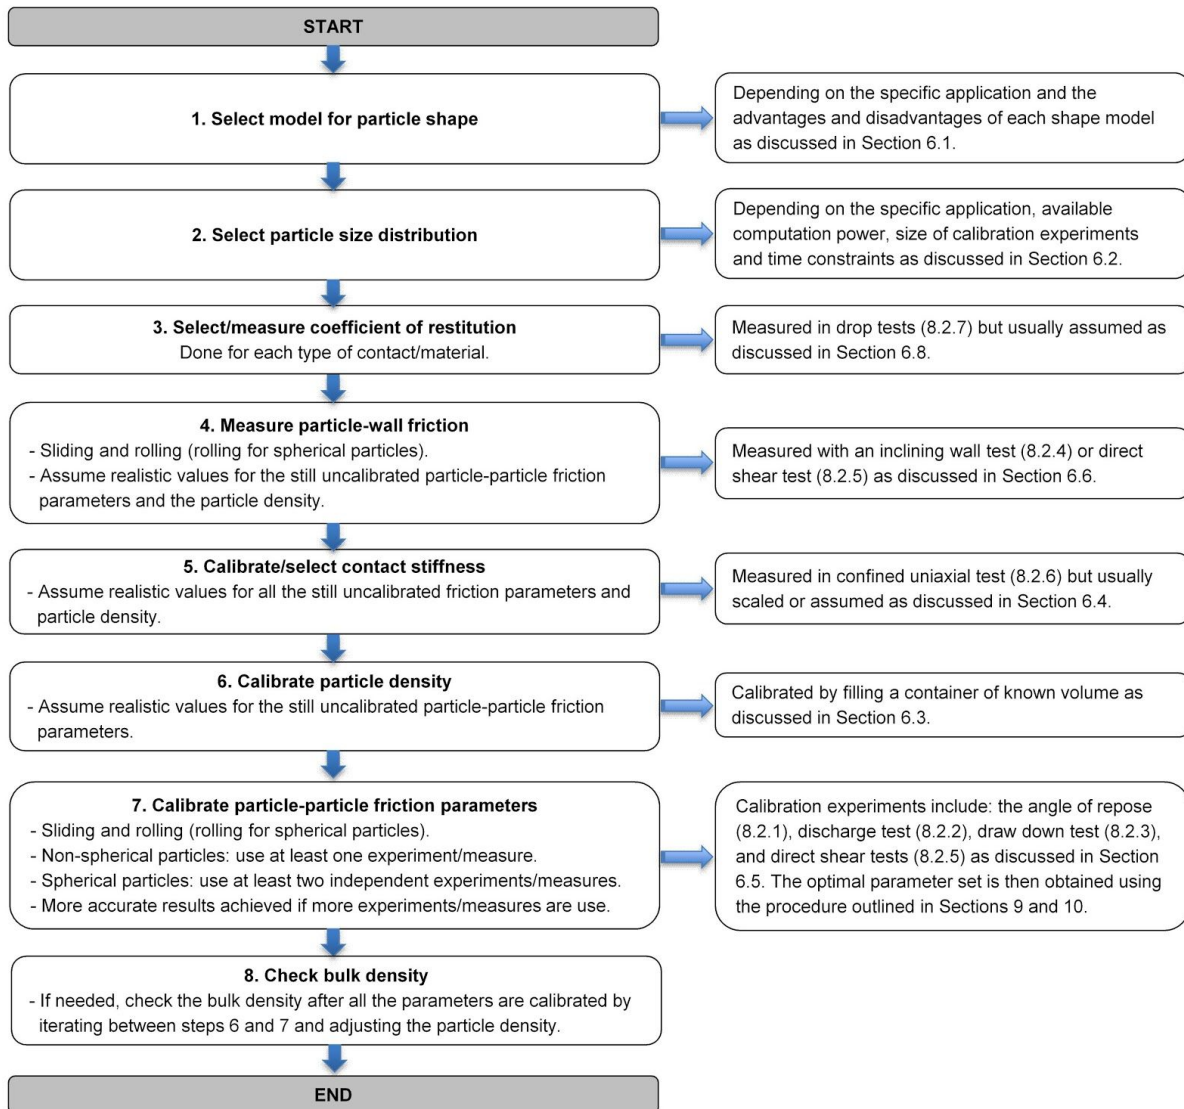 START
1. Select model for particle shape
Depending on the specific application and the
advantages and disadvantages of each shape model
as discussed in Section 6.1.
2. Select particle size distribution
Depending on the specific application, available
computation power, size of calibration experiments
and time constraints as discussed in Section 6.2.
3. Select/measure coefficient of restitution
Done for each type of contact/material.
Measured in drop tests (8.2.7) but usually assumed as
discussed in Section 6.8.
4. Measure particle-wall friction
- Sliding and rolling (rolling for spherical particles).
- Assume realistic values for the still uncalibrated particle-particle friction
parameters and the particle density.
Measured with an inclining wall test (8.2.4) or direct
shear test (8.2.5) as discussed in Section 6.6.
5. Calibrate/select contact stiffness
- Assume realistic values for all the still uncalibrated friction parameters and
particle density.
Measured in confined uniaxial test (8.2.6) but usually
scaled or assumed as discussed in Section 6.4.
6. Calibrate particle density
- Assume realistic values for the still uncalibrated particle-particle friction
parameters.
Calibrated by filling a container of known volume as
discussed in Section 6.3.
7. Calibrate particle-particle friction parameters
- Sliding and rolling (rolling for spherical particles).
- Non-spherical particles: use at least one experiment/measure.
- Spherical particles: use at least two independent experiments/measures.
- More accurate results achieved if more experiments/measures are use.
Calibration experiments include: the angle of repose
(8.2.1), discharge test (8.2.2), draw down test (8.2.3),
and direct shear tests (8.2.5) as discussed in Section
6.5. The optimal parameter set is then obtained using
the procedure outlined in Sections 9 and 10.
8. Check bulk density
- If needed, check the bulk density after all the parameters are calibrated by
iterating between steps 6 and 7 and adjusting the particle density.
END